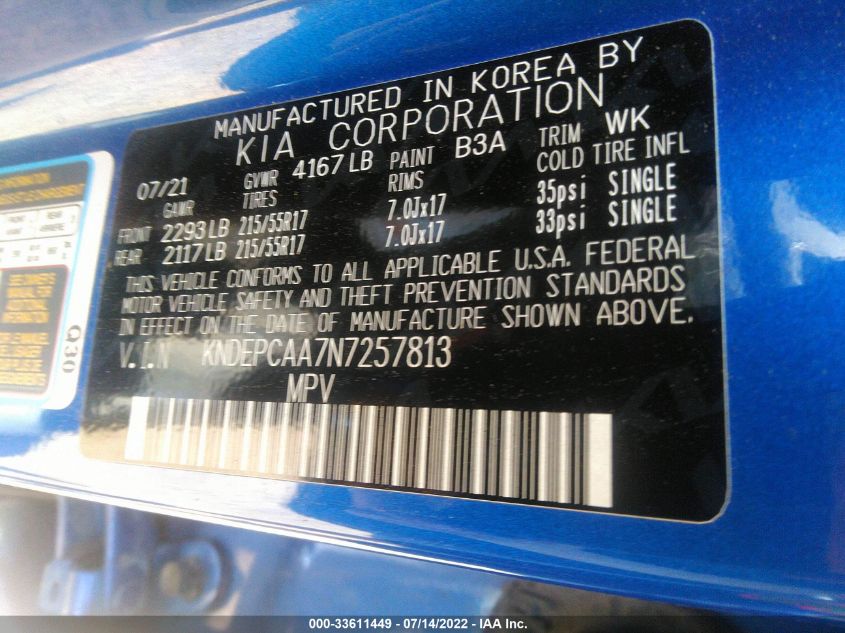 MANUFACTURED IN KOREA BY
KIA CORPORATION
07/21 GVWR 4167 LB PAINT B3A TRIM WK
GAWR TIRES RIMS COLD TIRE INFL
FRONT 2293 LB 215/55R17 7.0Jx17 35psi SINGLE
REAR 2117 LB 215/55R17 7.0Jx17 33psi SINGLE
THIS VEHICLE CONFORMS TO ALL APPLICABLE U.S.A. FEDERAL
MOTOR VEHICLE SAFETY AND THEFT PREVENTION STANDARDS
IN EFFECT ON THE DATE OF MANUFACTURE SHOWN ABOVE.
V.I.N KNDEPCAA7N7257813
MPV
Q30
INFORMATION
REAR
000-33611449 • 07/14/2022 • IAA Inc.